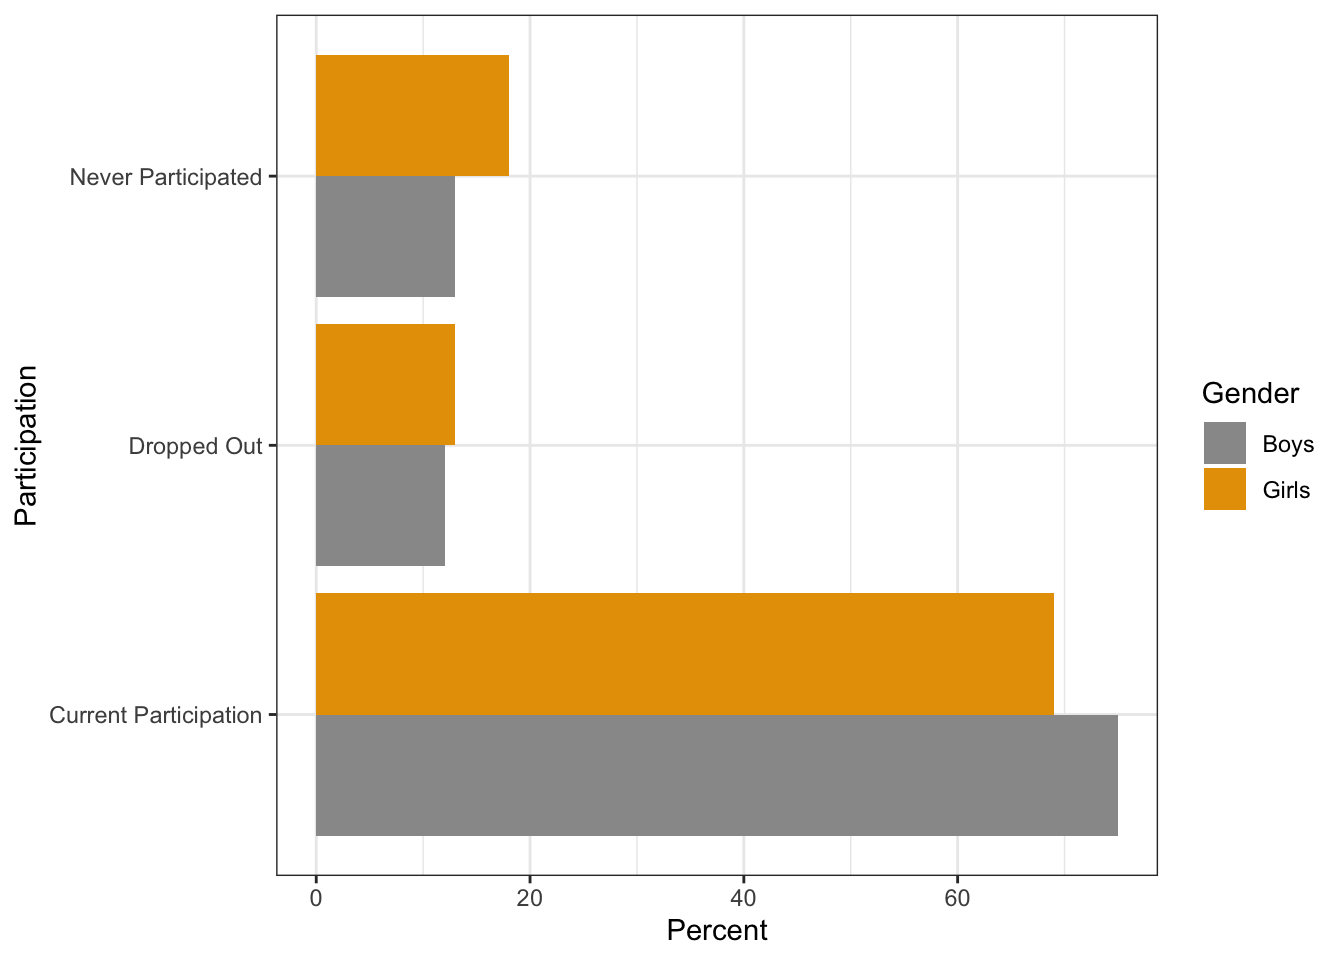 Participation
Never Participated
Dropped Out
Current Participation
0 20 40 60
Percent
Gender
Boys
Girls